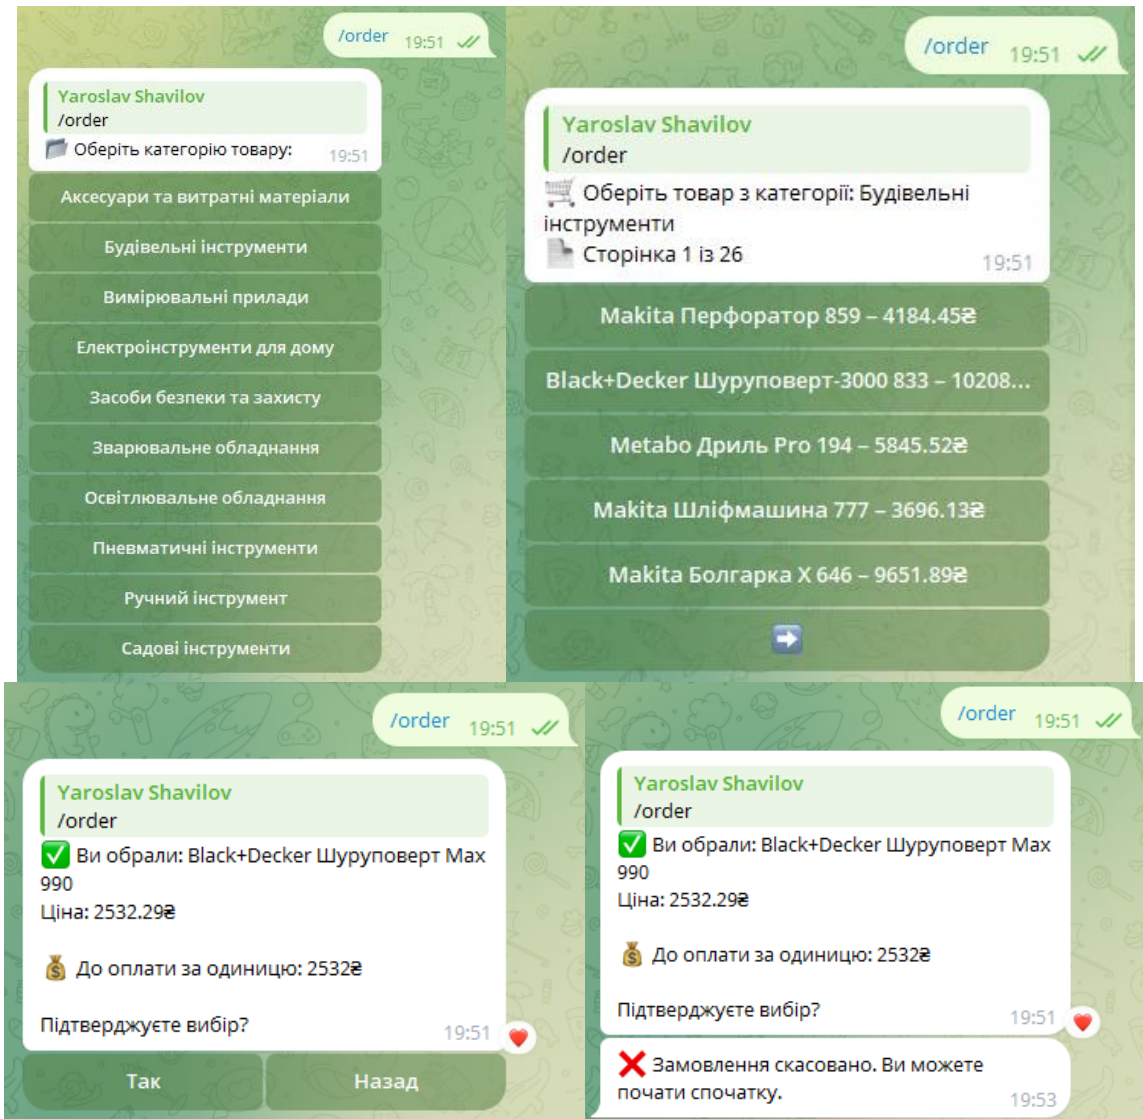 /order 19:51
Yaroslav Shavilov
/order
Оберіть категорію товару: 19:51
Аксесуари та витратні матеріали
Будівельні інструменти
Вимірювальні прилади
Електроінструменти для дому
Засоби безпеки та захисту
Зварювальне обладнання
Освітлювальне обладнання
Пневматичні інструменти
Ручний інструмент
Садові інструменти
/order 19:51
Yaroslav Shavilov
/order
🛒 Оберіть товар з категорії: Будівельні
інструменти
Сторінка 1 із 26 19:51
Makita Перфоратор 859 – 4184.45₴
Black+Decker Шуруповерт-3000 833 – 10208...
Metabo Дриль Pro 194 – 5845.52₴
Makita Шліфмашина 777 – 3696.13₴
Makita Болгарка X 646 – 9651.89₴
➡
/order 19:51
Yaroslav Shavilov
/order
✅ Ви обрали: Black+Decker Шуруповерт Max
990
Ціна: 2532.29₴
💰 До оплати за одиницю: 2532₴
Підтверджуєте вибір? 19:51
Так Назад
/order 19:51
Yaroslav Shavilov
/order
✅ Ви обрали: Black+Decker Шуруповерт Max
990
Ціна: 2532.29₴
💰 До оплати за одиницю: 2532₴
Підтверджуєте вибір? 19:51
❌ Замовлення скасовано. Ви можете
почати спочатку. 19:53